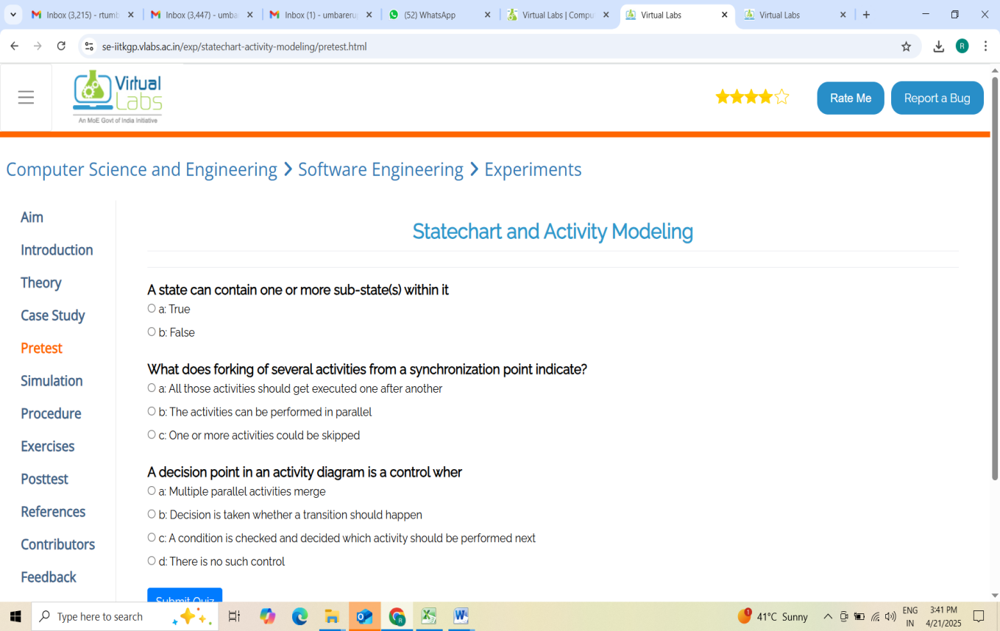 Inbox (3,215) - rtumb
Inbox (3,447) - umba
Inbox (1) - umbareru
(52) WhatsApp
Virtual Labs | Compu
Virtual Labs
Virtual Labs
se-iitkgp.vlabs.ac.in/exp/statechart-activity-modeling/pretest.html
R
Virtual
Labs
An MoE Govt of India Initiative
Rate Me
Report a Bug
Computer Science and Engineering > Software Engineering > Experiments
Aim
Introduction
Theory
Case Study
Pretest
Simulation
Procedure
Exercises
Posttest
References
Contributors
Feedback
Statechart and Activity Modeling
A state can contain one or more sub-state(s) within it
a: True
b: False
What does forking of several activities from a synchronization point indicate?
a: All those activities should get executed one after another
b: The activities can be performed in parallel
c: One or more activities could be skipped
A decision point in an activity diagram is a control wher
a: Multiple parallel activities merge
b: Decision is taken whether a transition should happen
c: A condition is checked and decided which activity should be performed next
d: There is no such control
Submit Quiz
Type here to search
1
41°C Sunny
ENG
IN
3:41 PM
4/21/2025